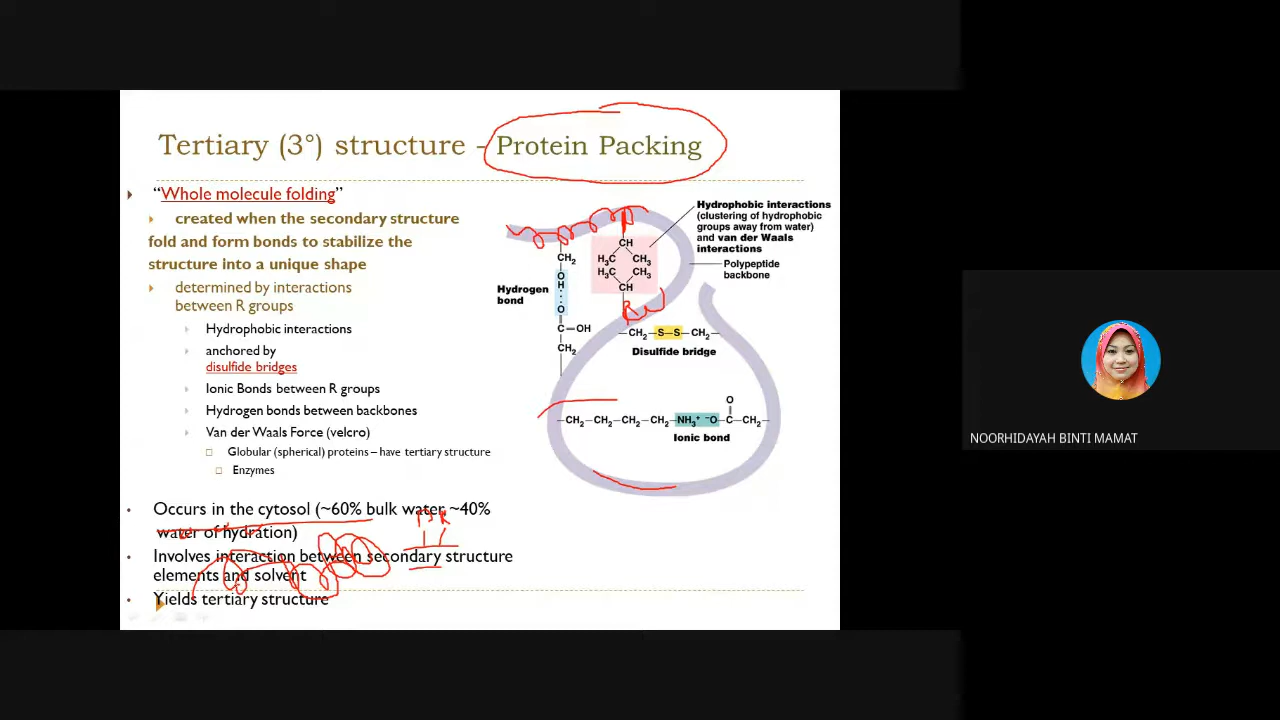 Tertiary (3°) structure - Protein Packing
“Whole molecule folding”
created when the secondary structure
fold and form bonds to stabilize the
structure into a unique shape
determined by interactions
between R groups
Hydrophobic interactions
anchored by
disulfide bridges
Ionic Bonds between R groups
Hydrogen bonds between backbones
Van der Waals Force (velcro)
Globular (spherical) proteins – have tertiary structure
Enzymes
Occurs in the cytosol (~60% bulk water, ~40%
water of hydration)
Involves interaction between secondary structure
elements and solvent
Yields tertiary structure
Hydrophobic interactions
(clustering of hydrophobic
groups away from water)
and van der Waals
interactions
Polypeptide
backbone
Hydrogen
bond
CH2
O
H
O
C—OH
CH2
CH
H3C CH3
H3C CH3
CH
R
—CH2—S—S—CH2—
Disulfide bridge
O
—CH2—CH2—CH2—CH2—NH3+ −O—C—CH2—
Ionic bond
NOORHIDAYAH BINTI MAMAT